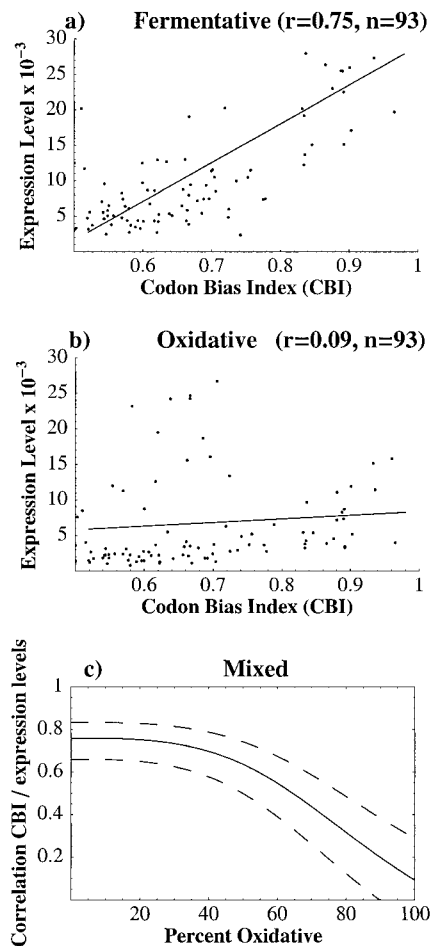 a) Fermentative (r=0.75, n=93)
Expression Level x 10⁻³
30
25
20
15
10
5
0.6 0.7 0.8 0.9 1
Codon Bias Index (CBI)
b) Oxidative (r=0.09, n=93)
Expression Level x 10⁻³
30
25
20
15
10
5
0.6 0.7 0.8 0.9 1
Codon Bias Index (CBI)
c) Mixed
Correlation CBI / expression levels
1
0.8
0.6
0.4
0.2
20 40 60 80 100
Percent Oxidative